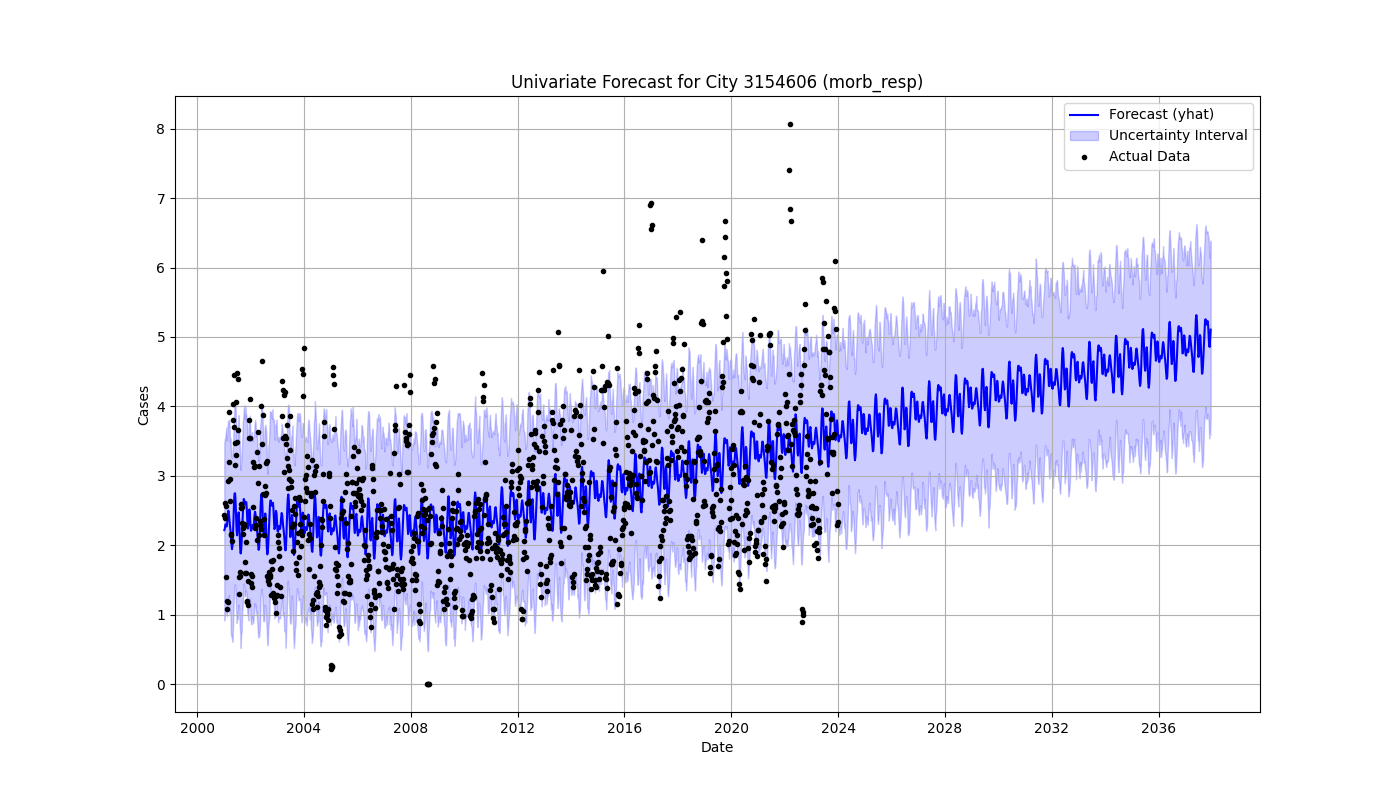 Univariate Forecast for City 3154606 (morb_resp)
Forecast (yhat)
Uncertainty Interval
Actual Data
Cases
8
7
6
5
4
3
2
1
0
2000 2004 2008 2012 2016 2020 2024 2028 2032 2036
Date